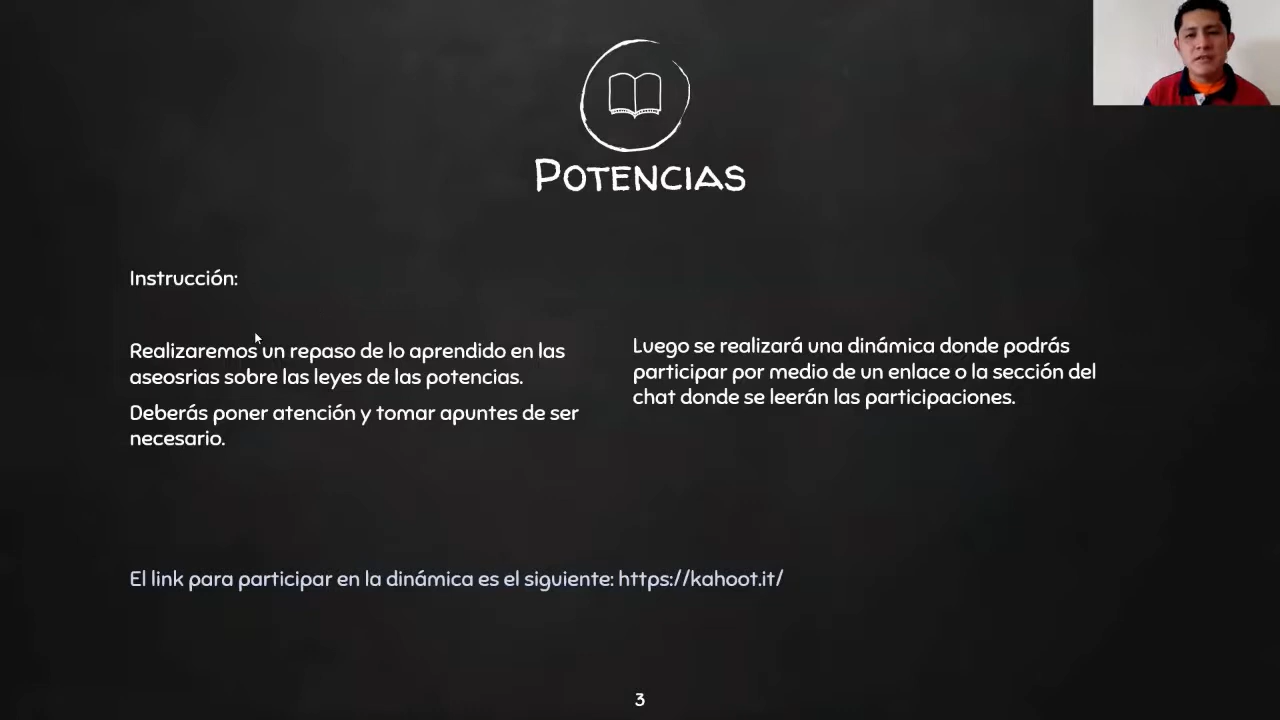 POTENCIAS
Instrucción:
Realizaremos un repaso de lo aprendido en las
aseosrias sobre las leyes de las potencias.
Deberás poner atención y tomar apuntes de ser
necesario.
Luego se realizará una dinámica donde podrás
participar por medio de un enlace o la sección del
chat donde se leerán las participaciones.
El link para participar en la dinámica es el siguiente: https://kahoot.it/
3